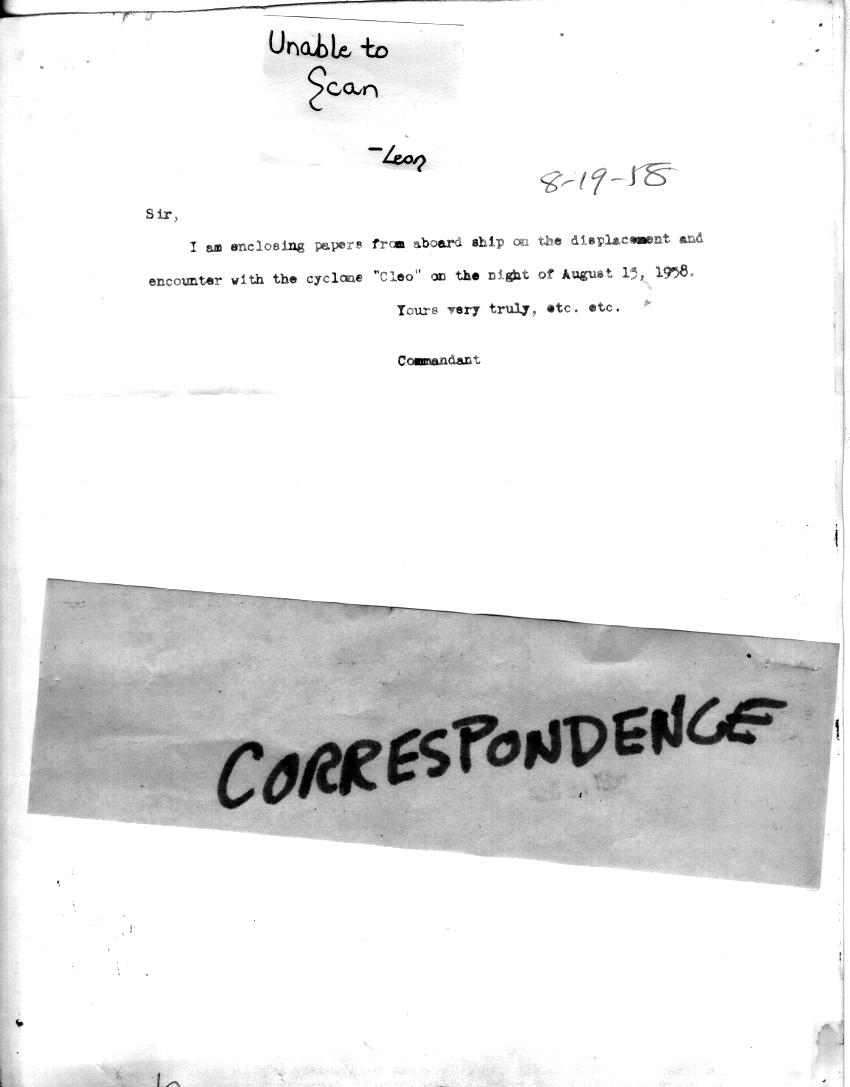 Unable to
Scan
-Leon
8-19-58
Sir,
I am enclosing papers from aboard ship on the displacement and
encounter with the cyclone "Cleo" on the night of August 15, 1958.
Yours very truly, etc. etc.
Commandant
CORRESPONDENCE